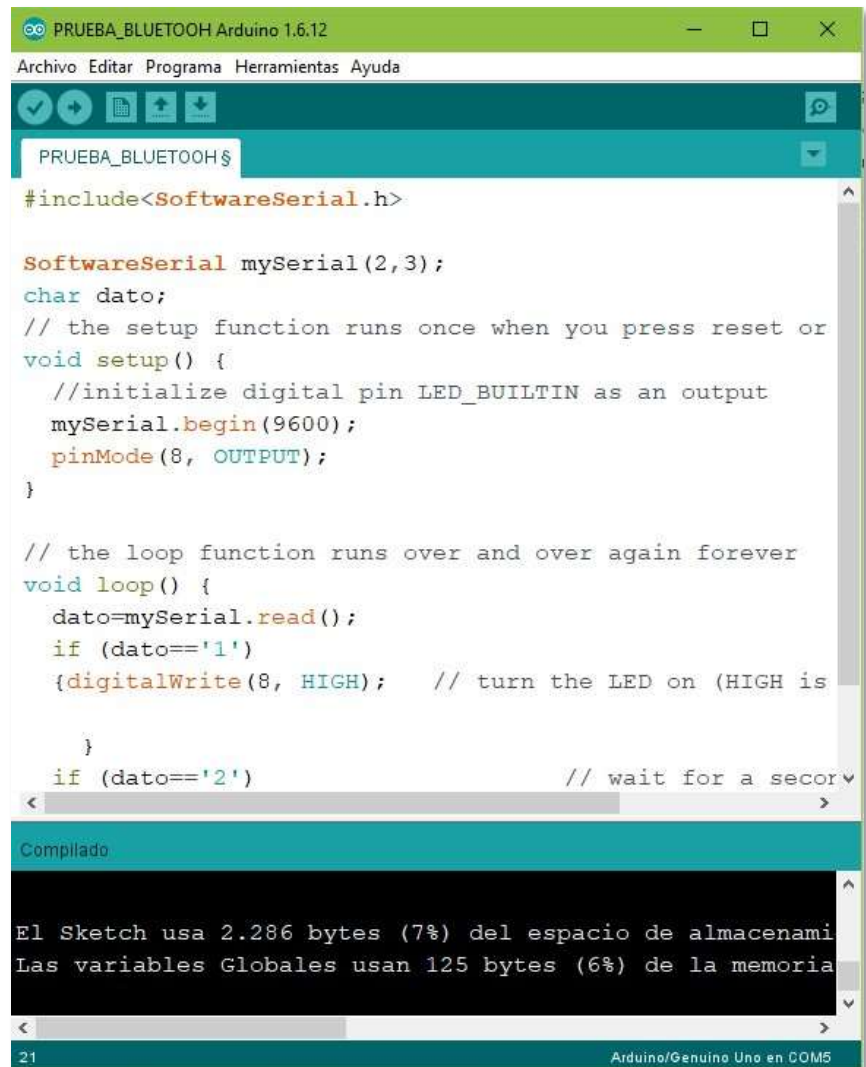 PRUEBA_BLUETOOH Arduino 1.6.12
Archivo Editar Programa Herramientas Ayuda
PRUEBA_BLUETOOH §
#include<SoftwareSerial.h>
SoftwareSerial mySerial(2,3);
char dato;
// the setup function runs once when you press reset or
void setup() {
//initialize digital pin LED_BUILTIN as an output
mySerial.begin(9600);
pinMode(8, OUTPUT);
}
// the loop function runs over and over again forever
void loop() {
dato=mySerial.read();
if (dato=='1')
{digitalWrite(8, HIGH);   // turn the LED on (HIGH is
}
if (dato=='2')                      // wait for a secon
Compilado
El Sketch usa 2.286 bytes (7%) del espacio de almacenami
Las variables Globales usan 125 bytes (6%) de la memoria
21 Arduino/Genuino Uno en COM5